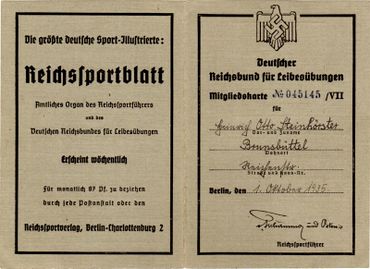 Die größte deutsche Sport-Illustrierte:
Reichssportblatt
Amtliches Organ des Reichssportführers
und des
Deutschen Reichsbundes für Leibesübungen
Erscheint wöchentlich
Für monatlich 87 Pf. zu beziehen
durch jede Postanstalt oder den
Reichssportverlag, Berlin-Charlottenburg 2
Deutscher
Reichsbund für Leibesübungen
Mitgliedskarte № 045145 /VII
für
Heinrich Otto Steinhörster
Vor- und Zuname
Brunsbüttel
Wohnort
Reichenstr.
Straße und Haus-Nr.
Berlin, den 1. Oktober 1935
Reichssportführer